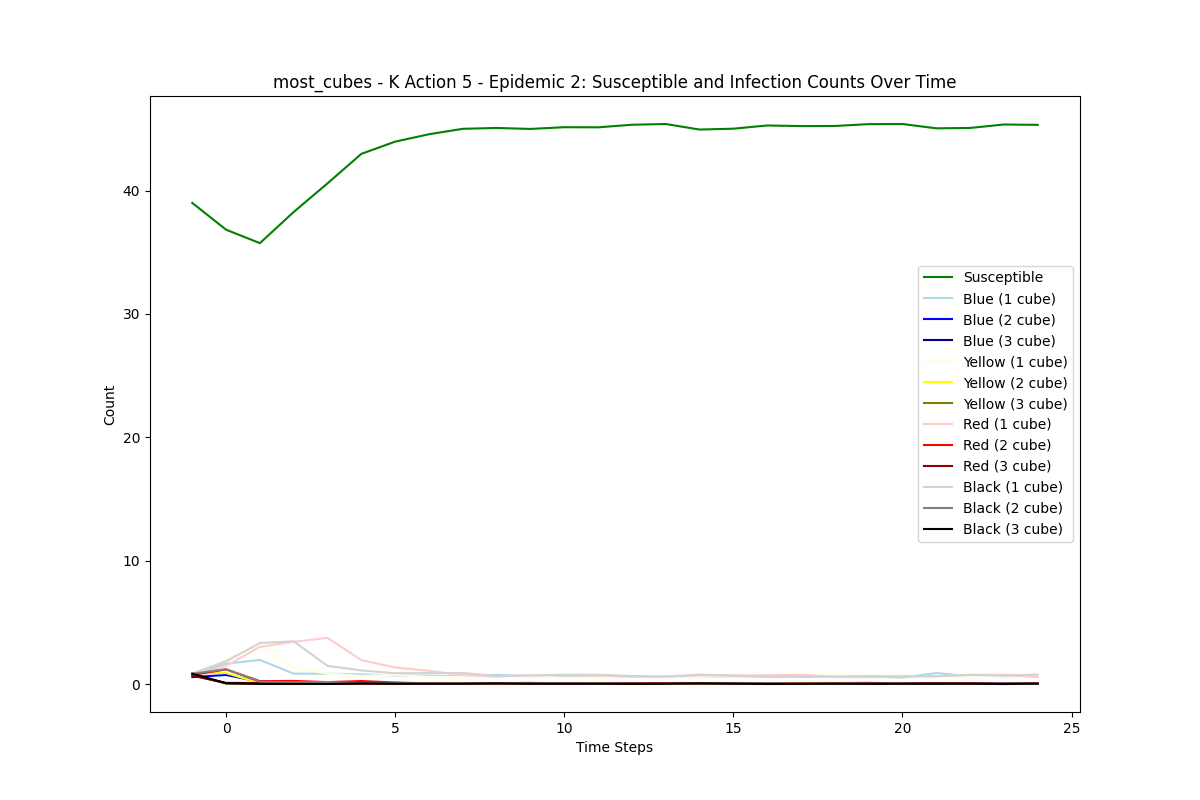 most_cubes - K Action 5 - Epidemic 2: Susceptible and Infection Counts Over Time
Count
40
30
20
10
0
Susceptible
Blue (1 cube)
Blue (2 cube)
Blue (3 cube)
Yellow (1 cube)
Yellow (2 cube)
Yellow (3 cube)
Red (1 cube)
Red (2 cube)
Red (3 cube)
Black (1 cube)
Black (2 cube)
Black (3 cube)
0 5 10 15 20 25
Time Steps